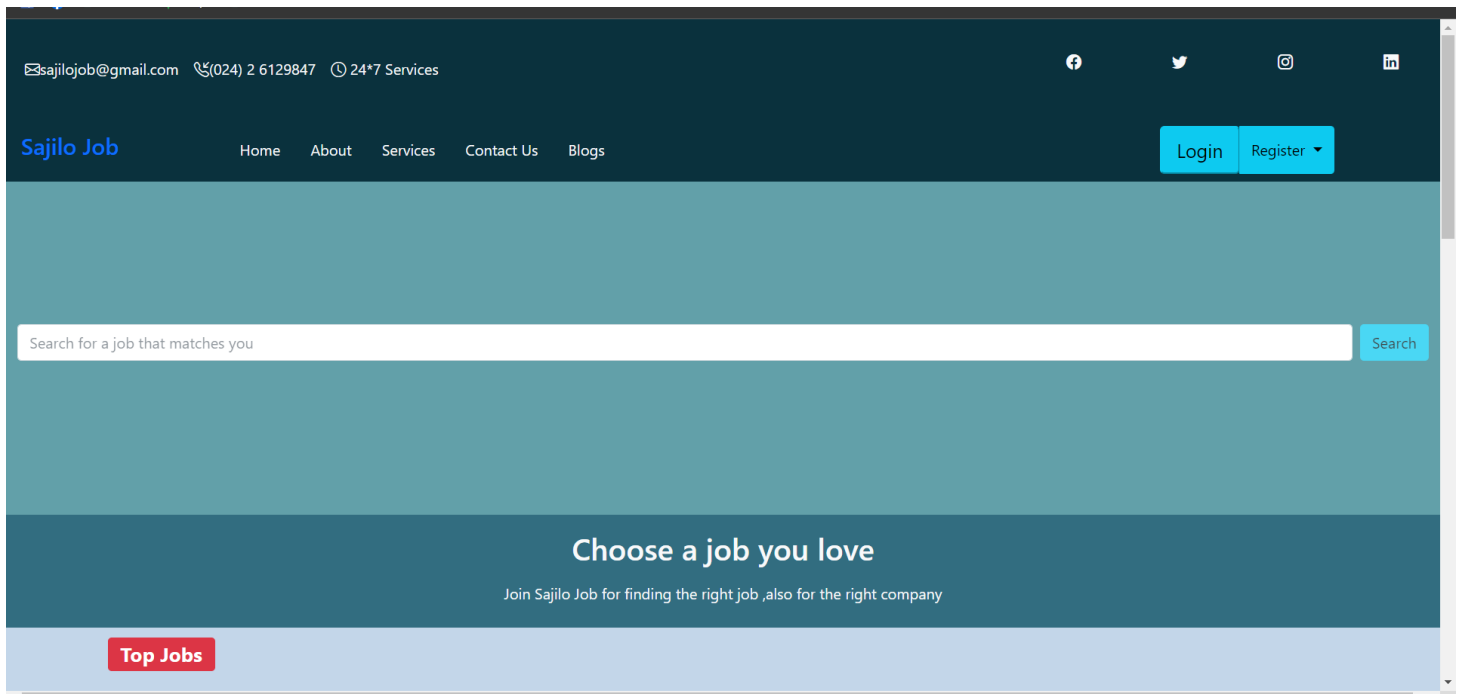 sajilojob@gmail.com (024) 2 6129847 24*7 Services
Sajilo Job Home About Services Contact Us Blogs Login Register
Search for a job that matches you Search
Choose a job you love
Join Sajilo Job for finding the right job ,also for the right company
Top Jobs